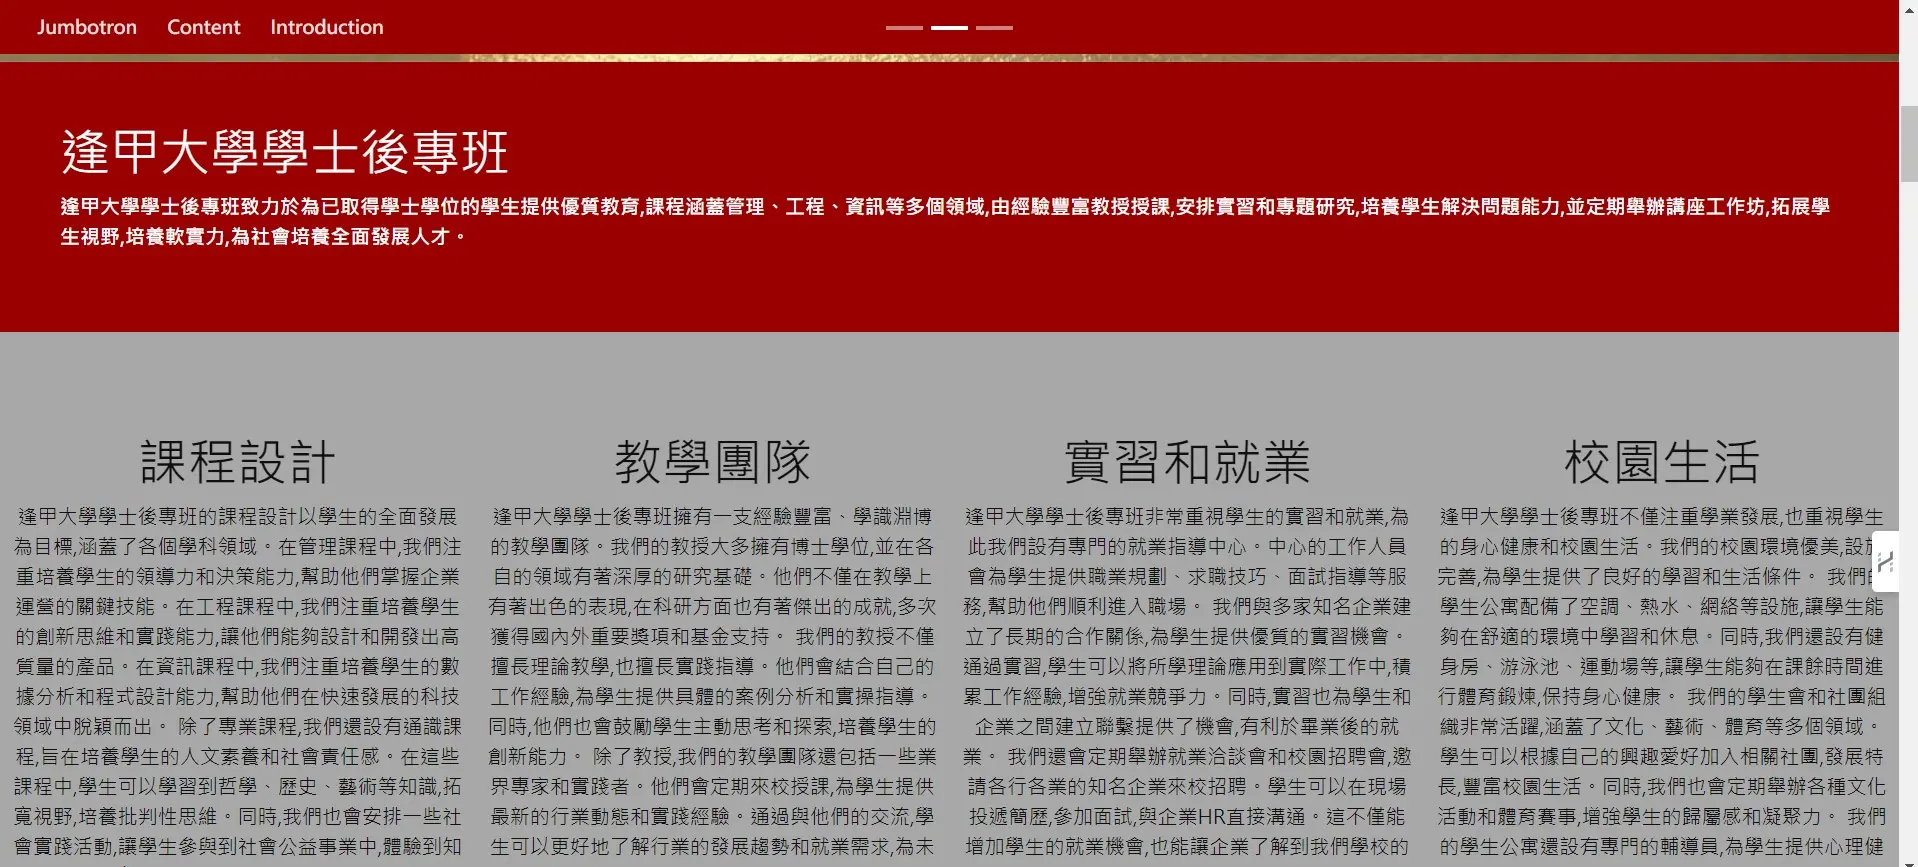 Jumbotron Content Introduction
逢甲大學學士後專班
逢甲大學學士後專班致力於為已取得學士學位的學生提供優質教育,課程涵蓋管理、工程、資訊等多個領域,由經驗豐富教授授課,安排實習和專題研究,培養學生解決問題能力,並定期舉辦講座工作坊,拓展學
生視野,培養軟實力,為社會培養全面發展人才。
課程設計
逢甲大學學士後專班的課程設計以學生的全面發展
為目標,涵蓋了各個學科領域。在管理課程中,我們注
重培養學生的領導力和決策能力,幫助他們掌握企業
運營的關鍵技能。在工程課程中,我們注重培養學生
的創新思維和實踐能力,讓他們能夠設計和開發出高
質量的產品。在資訊課程中,我們注重培養學生的數
據分析和程式設計能力,幫助他們在快速發展的科技
領域中脫穎而出。 除了專業課程,我們還設有通識課
程,旨在培養學生的人文素養和社會責任感。在這些
課程中,學生可以學習到哲學、歷史、藝術等知識,拓
寬視野,培養批判性思維。同時,我們也會安排一些社
會實踐活動,讓學生參與到社會公益事業中,體驗到知
教學團隊
逢甲大學學士後專班擁有一支經驗豐富、學識淵博
的教學團隊。我們的教授大多擁有博士學位,並在各
自的領域有著深厚的研究基礎。他們不僅在教學上
有著出色的表現,在科研方面也有著傑出的成就,多次
獲得國內外重要獎項和基金支持。 我們的教授不僅
擅長理論教學,也擅長實踐指導。他們會結合自己的
工作經驗,為學生提供具體的案例分析和實操指導。
同時,他們也會鼓勵學生主動思考和探索,培養學生的
創新能力。 除了教授,我們的教學團隊還包括一些業
界專家和實踐者。他們會定期來校授課,為學生提供
最新的行業動態和實踐經驗。通過與他們的交流,學
生可以更好地了解行業的發展趨勢和就業需求,為未
實習和就業
逢甲大學學士後專班非常重視學生的實習和就業,為
此我們設有專門的就業指導中心。中心的工作人員
會為學生提供職業規劃、求職技巧、面試指導等服
務,幫助他們順利進入職場。 我們與多家知名企業建
立了長期的合作關係,為學生提供優質的實習機會。
通過實習,學生可以將所學理論應用到實際工作中,積
累工作經驗,增強就業競爭力。同時,實習也為學生和
企業之間建立聯繫提供了機會,有利於畢業後的就
業。 我們還會定期舉辦就業洽談會和校園招聘會,邀
請各行各業的知名企業來校招聘。學生可以在現場
投遞簡歷,參加面試,與企業HR直接溝通。這不僅能
增加學生的就業機會,也能讓企業了解到我們學校的
校園生活
逢甲大學學士後專班不僅注重學業發展,也重視學生
的身心健康和校園生活。我們的校園環境優美,設施
完善,為學生提供了良好的學習和生活條件。 我們的
學生公寓配備了空調、熱水、網絡等設施,讓學生能
夠在舒適的環境中學習和休息。同時,我們還設有健
身房、游泳池、運動場等,讓學生能夠在課餘時間進
行體育鍛煉,保持身心健康。 我們的學生會和社團組
織非常活躍,涵蓋了文化、藝術、體育等多個領域。
學生可以根據自己的興趣愛好加入相關社團,發展特
長,豐富校園生活。同時,我們也會定期舉辦各種文化
活動和體育賽事,增強學生的歸屬感和凝聚力。 我們
的學生公寓還設有專門的輔導員,為學生提供心理健